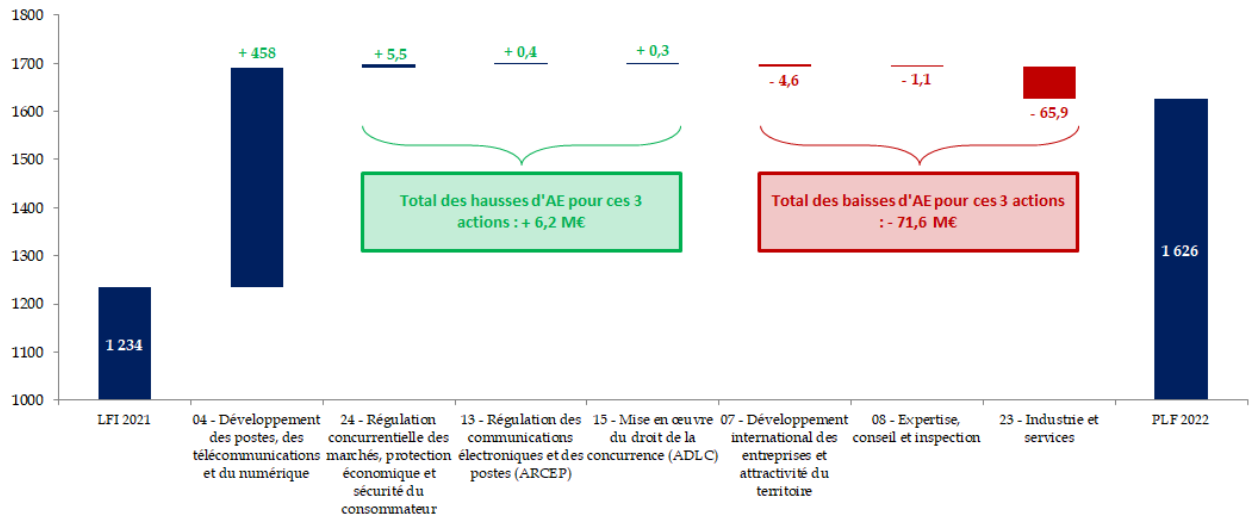 1800
1700
1600
1500
1400
1300
1200
1100
1000
+ 458
+ 5,5
+ 0,4
+ 0,3
- 4,6
- 1,1
- 65,9
Total des hausses d'AE pour ces 3
actions : + 6,2 M€
Total des baisses d'AE pour ces 3 actions
: - 71,6 M€
1 234
1 626
LFI 2021
04 - Développement
des postes, des
télécommunications
et du numérique
24 - Régulation
concurrentielle des
marchés, protection
économique et
sécurité du
consommateur
13 - Régulation des
communications
électroniques et des
postes (ARCEP)
15 - Mise en œuvre
du droit de la
concurrence (ADLC)
07 - Développement
international des
entreprises et
attractivité du
territoire
08 - Expertise,
conseil et inspection
23 - Industrie et
services
PLF 2022